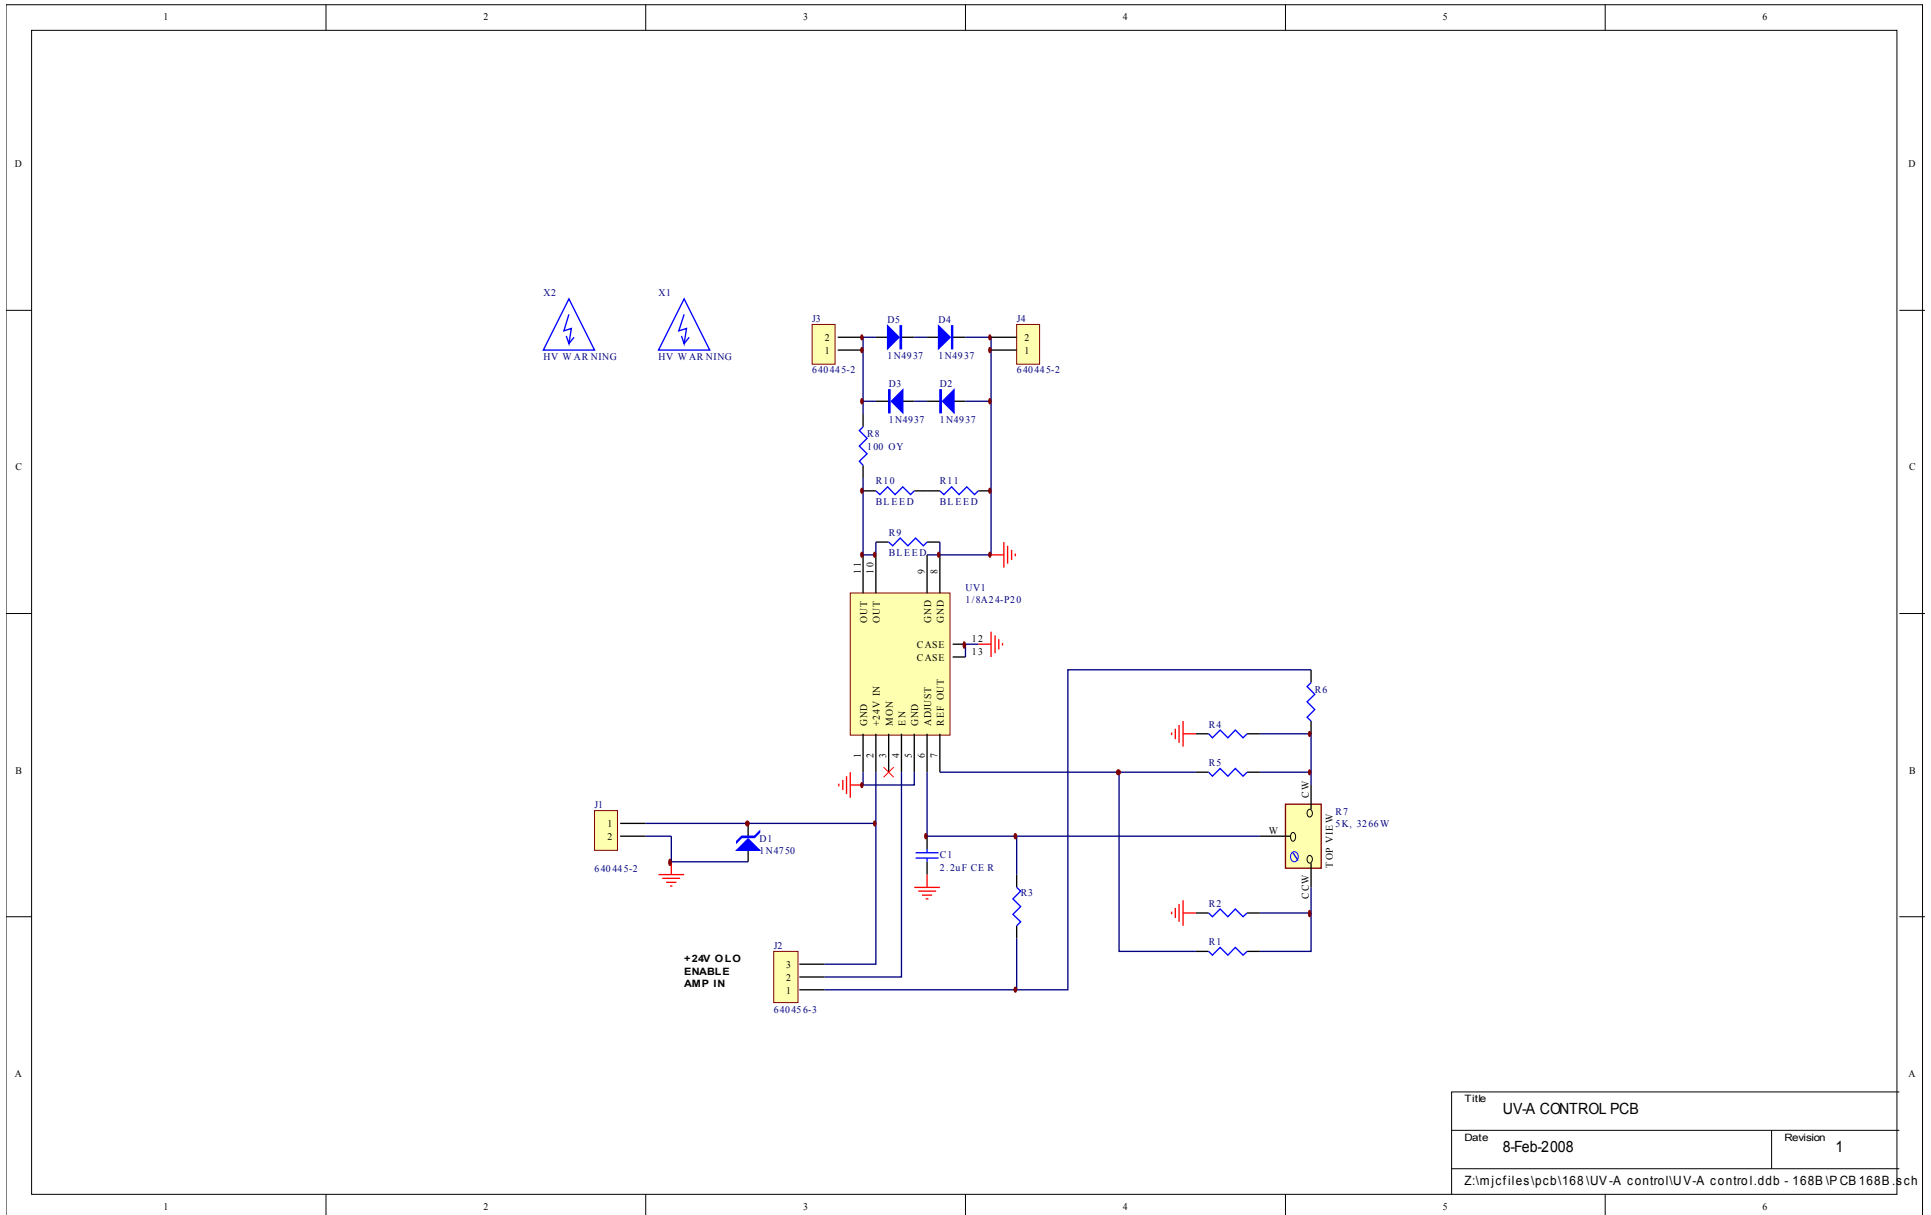 1 2 3 4 5 6
D D
X2
HV WARNING
X1
HV WARNING
J3
2
1
640445-2
D5
1N4937
D4
1N4937
J4
2
1
640445-2
D3
1N4937
D2
1N4937
R8
100 OY
C C
R10
BLEED
R11
BLEED
R9
BLEED
11 10 9 8
UV1
1/8A24-P20
OUT OUT GND GND
CASE 12
CASE 13
GND +24V IN MON EN GND ADJUST REF OUT
1 2 3 4 5 6 7
R6
R4
R5
B B
CW
R7
5K, 3266W
W
TOP VIEW
CCW
J1
1
2
640445-2
D1
1N4750
C1
2.2uF CER
R3
R2
R1
+24V OLO
ENABLE
AMP IN
J2
3
2
1
640456-3
A A
Title UV-A CONTROL PCB
Date 8-Feb-2008 Revision 1
Z:\mjcfiles\pcb\168\UV-A control\UV-A control.ddb - 168B\PCB168B.sch
1 2 3 4 5 6